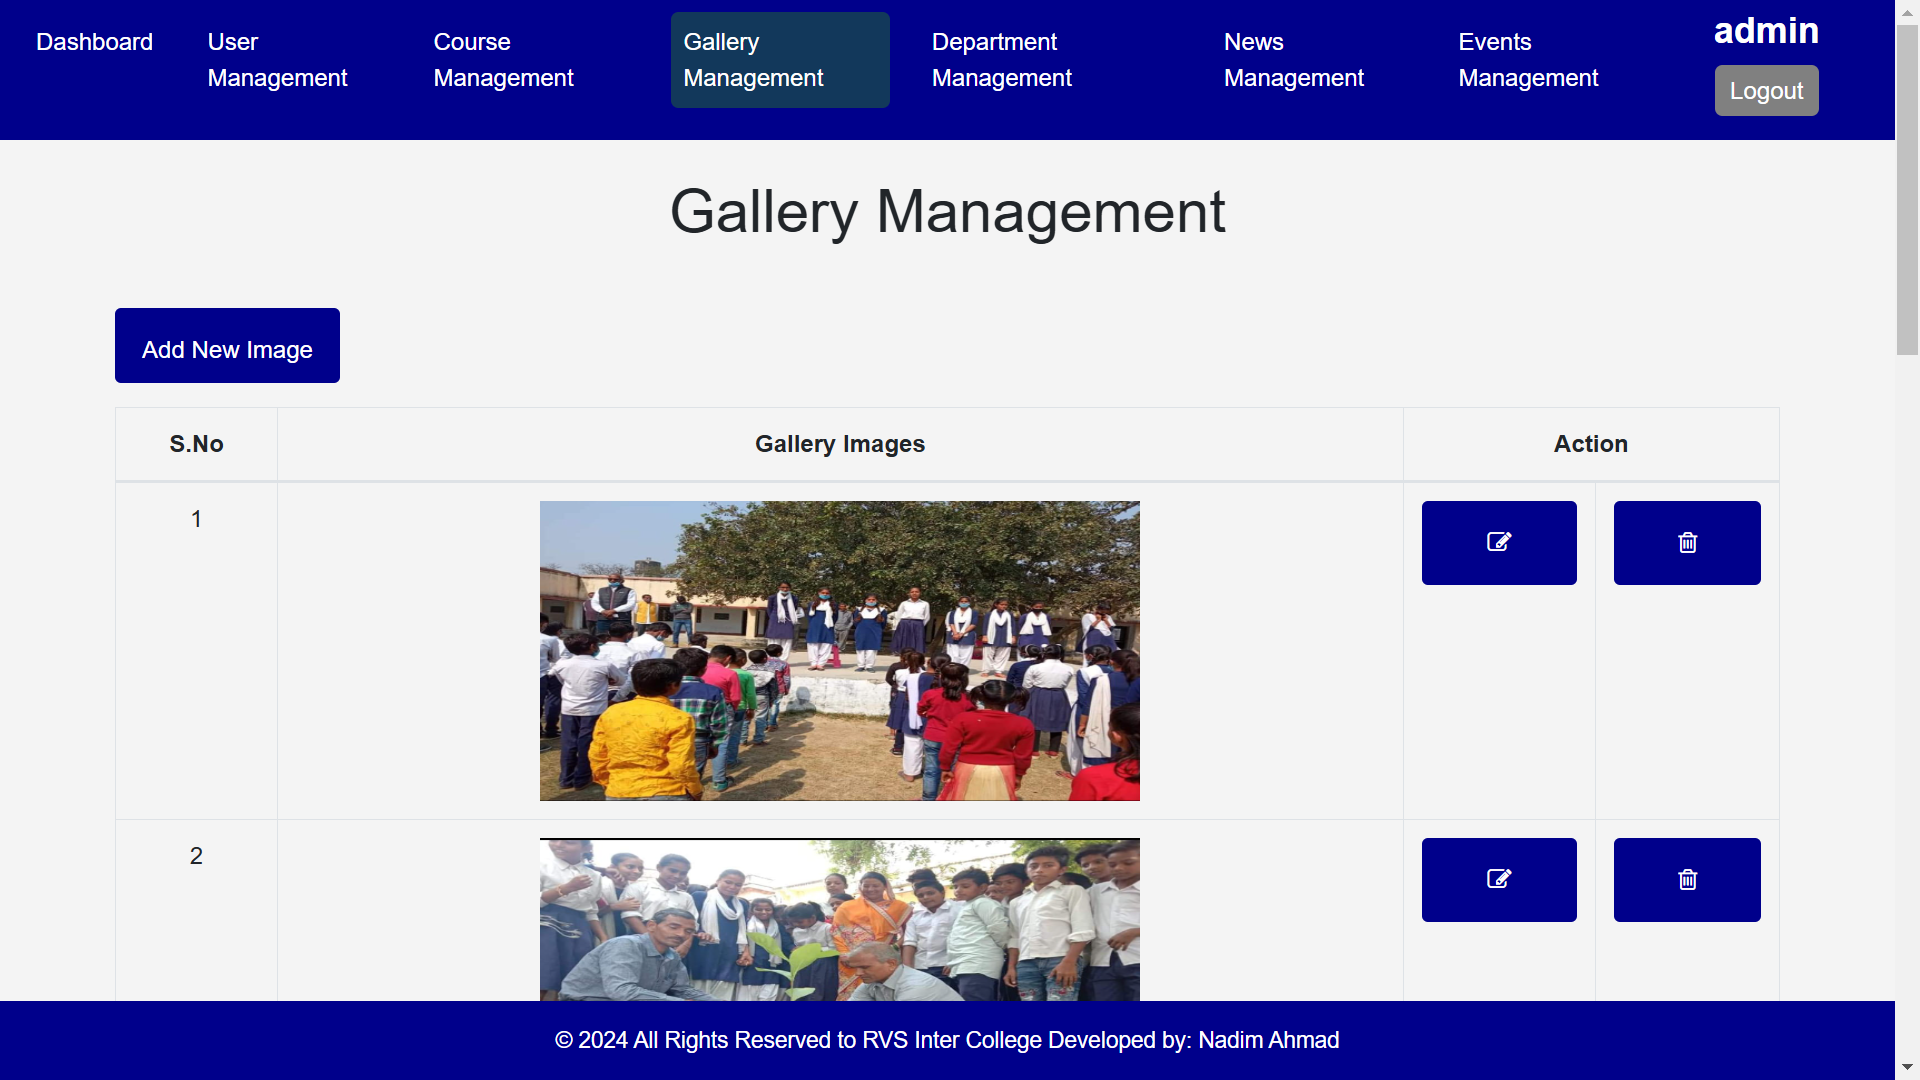 Dashboard
User
Management
Course
Management
Gallery
Management
Department
Management
News
Management
Events
Management
admin
Logout
Gallery Management
Add New Image
S.No
Gallery Images
Action
1
2
© 2024 All Rights Reserved to RVS Inter College Developed by: Nadim Ahmad